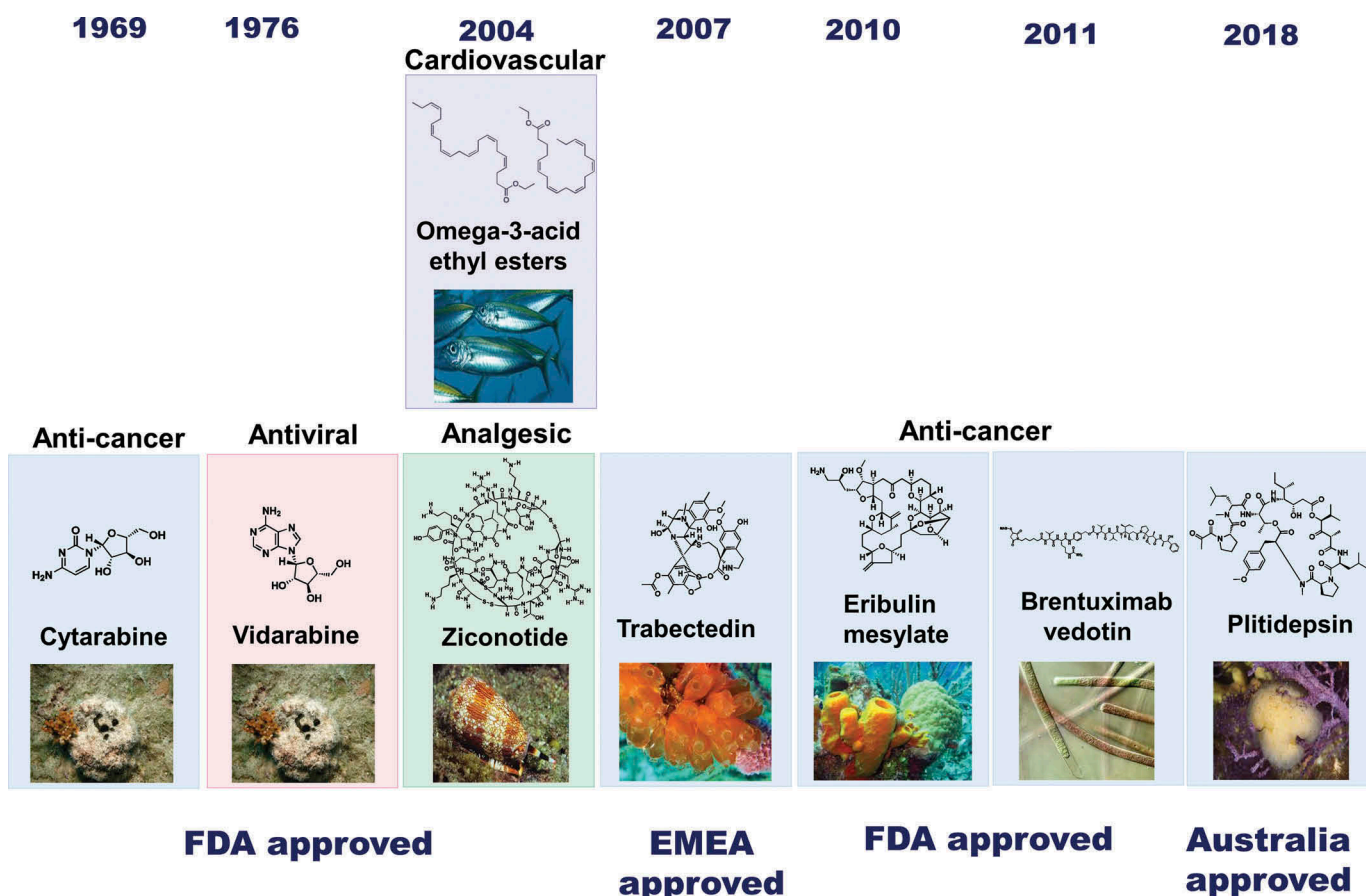 1969 1976 2004 2007 2010 2011 2018
Cardiovascular
Omega-3-acid
ethyl esters
Anti-cancer Antiviral Analgesic Anti-cancer
Cytarabine Vidarabine Ziconotide Trabectedin Eribulin
mesylate Brentuximab
vedotin Plitidepsin
FDA approved EMEA
approved FDA approved Australia
approved